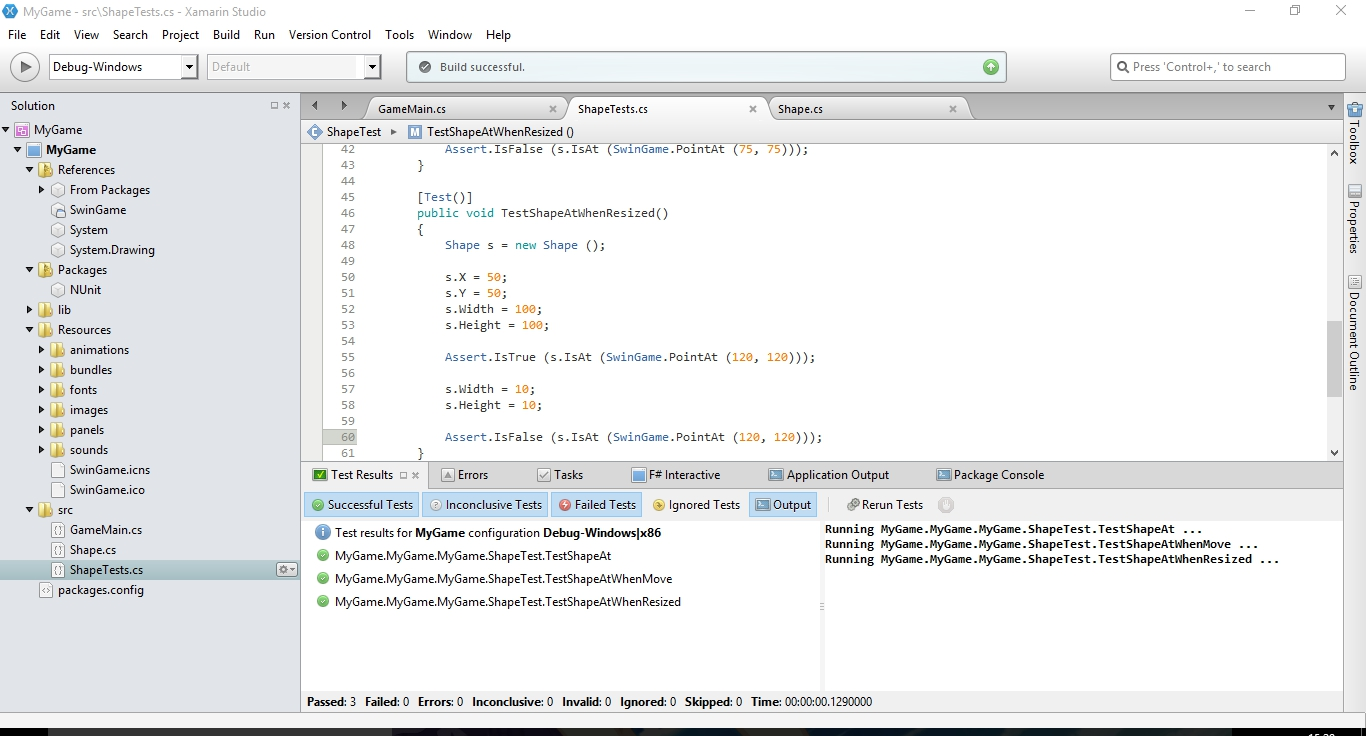 MyGame - src\ShapeTests.cs - Xamarin Studio
File Edit View Search Project Build Run Version Control Tools Window Help
Debug-Windows Default Build successful. Press 'Control+,' to search
Solution
MyGame
MyGame
References
From Packages
SwinGame
System
System.Drawing
Packages
NUnit
lib
Resources
animations
bundles
fonts
images
panels
sounds
SwinGame.icns
SwinGame.ico
src
GameMain.cs
Shape.cs
ShapeTests.cs
packages.config
GameMain.cs ShapeTests.cs Shape.cs
ShapeTest M TestShapeAtWhenResized ()
42 Assert.IsFalse (s.IsAt (SwinGame.PointAt (75, 75)));
43 }
44
45 [Test()]
46 public void TestShapeAtWhenResized()
47 {
48 Shape s = new Shape ();
49
50 s.X = 50;
51 s.Y = 50;
52 s.Width = 100;
53 s.Height = 100;
54
55 Assert.IsTrue (s.IsAt (SwinGame.PointAt (120, 120)));
56
57 s.Width = 10;
58 s.Height = 10;
59
60 Assert.IsFalse (s.IsAt (SwinGame.PointAt (120, 120)));
61 }
Toolbox
Properties
Document Outline
Test Results Errors Tasks F# Interactive Application Output Package Console
Successful Tests Inconclusive Tests Failed Tests Ignored Tests Output Rerun Tests
Test results for MyGame configuration Debug-Windows|x86
MyGame.MyGame.MyGame.ShapeTest.TestShapeAt
MyGame.MyGame.MyGame.ShapeTest.TestShapeAtWhenMove
MyGame.MyGame.MyGame.ShapeTest.TestShapeAtWhenResized
Running MyGame.MyGame.MyGame.ShapeTest.TestShapeAt ...
Running MyGame.MyGame.MyGame.ShapeTest.TestShapeAtWhenMove ...
Running MyGame.MyGame.MyGame.ShapeTest.TestShapeAtWhenResized ...
Passed: 3 Failed: 0 Errors: 0 Inconclusive: 0 Invalid: 0 Ignored: 0 Skipped: 0 Time: 00:00:00.1290000